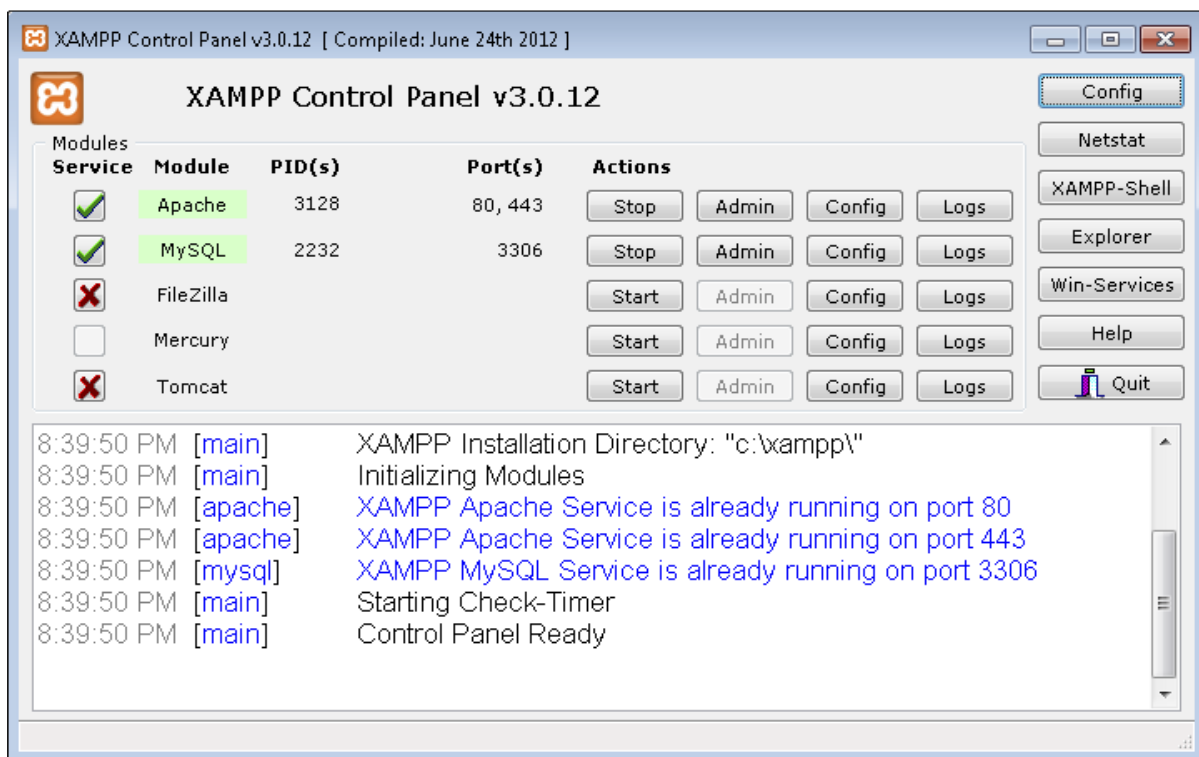 XAMPP Control Panel v3.0.12 [ Compiled: June 24th 2012 ]
XAMPP Control Panel v3.0.12
Config
Netstat
XAMPP-Shell
Explorer
Win-Services
Help
Quit
Modules
Service Module PID(s) Port(s) Actions
Apache 3128 80, 443 Stop Admin Config Logs
MySQL 2232 3306 Stop Admin Config Logs
FileZilla Start Admin Config Logs
Mercury Start Admin Config Logs
Tomcat Start Admin Config Logs
8:39:50 PM [main] XAMPP Installation Directory: "c:\xampp\"
8:39:50 PM [main] Initializing Modules
8:39:50 PM [apache] XAMPP Apache Service is already running on port 80
8:39:50 PM [apache] XAMPP Apache Service is already running on port 443
8:39:50 PM [mysql] XAMPP MySQL Service is already running on port 3306
8:39:50 PM [main] Starting Check-Timer
8:39:50 PM [main] Control Panel Ready